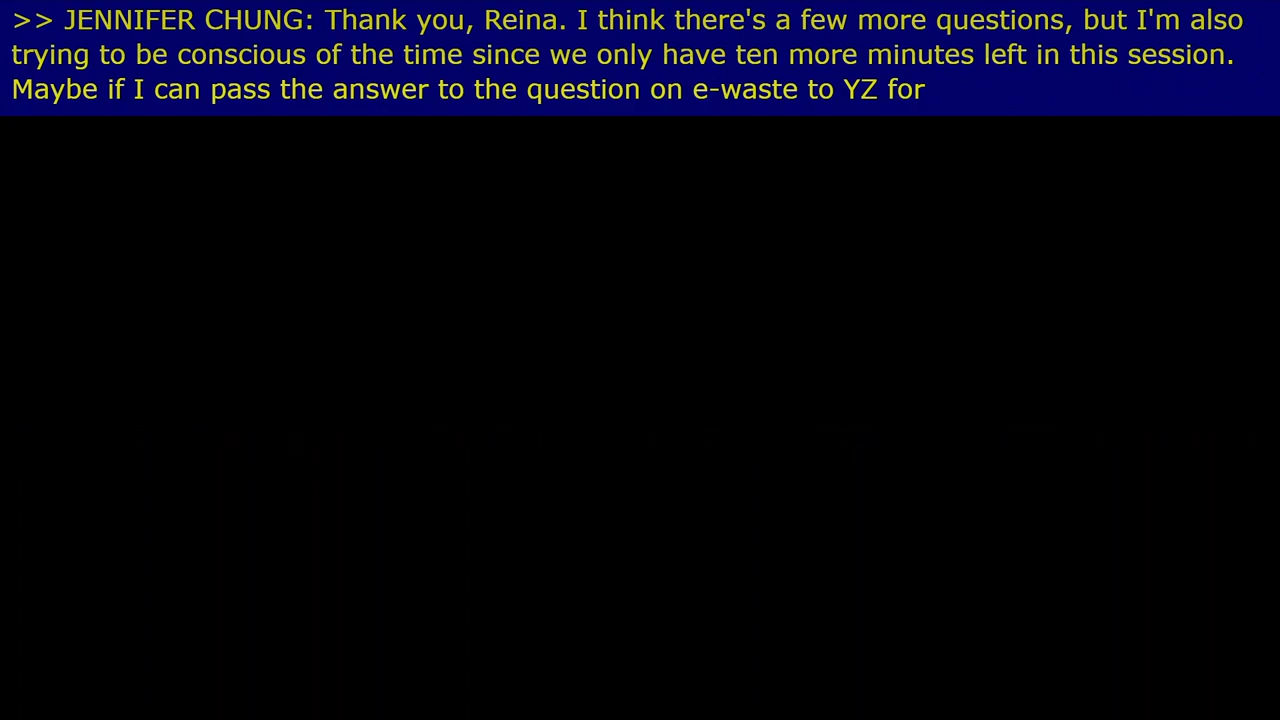 >> JENNIFER CHUNG: Thank you, Reina. I think there's a few more questions, but I'm also
trying to be conscious of the time since we only have ten more minutes left in this session.
Maybe if I can pass the answer to the question on e-waste to YZ for